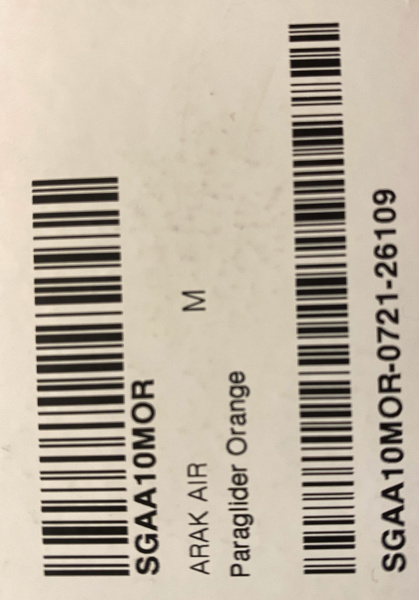 SGAA10MOR
ARAK AIR M
Paraglider Orange
SGAA10MOR-0721-26109